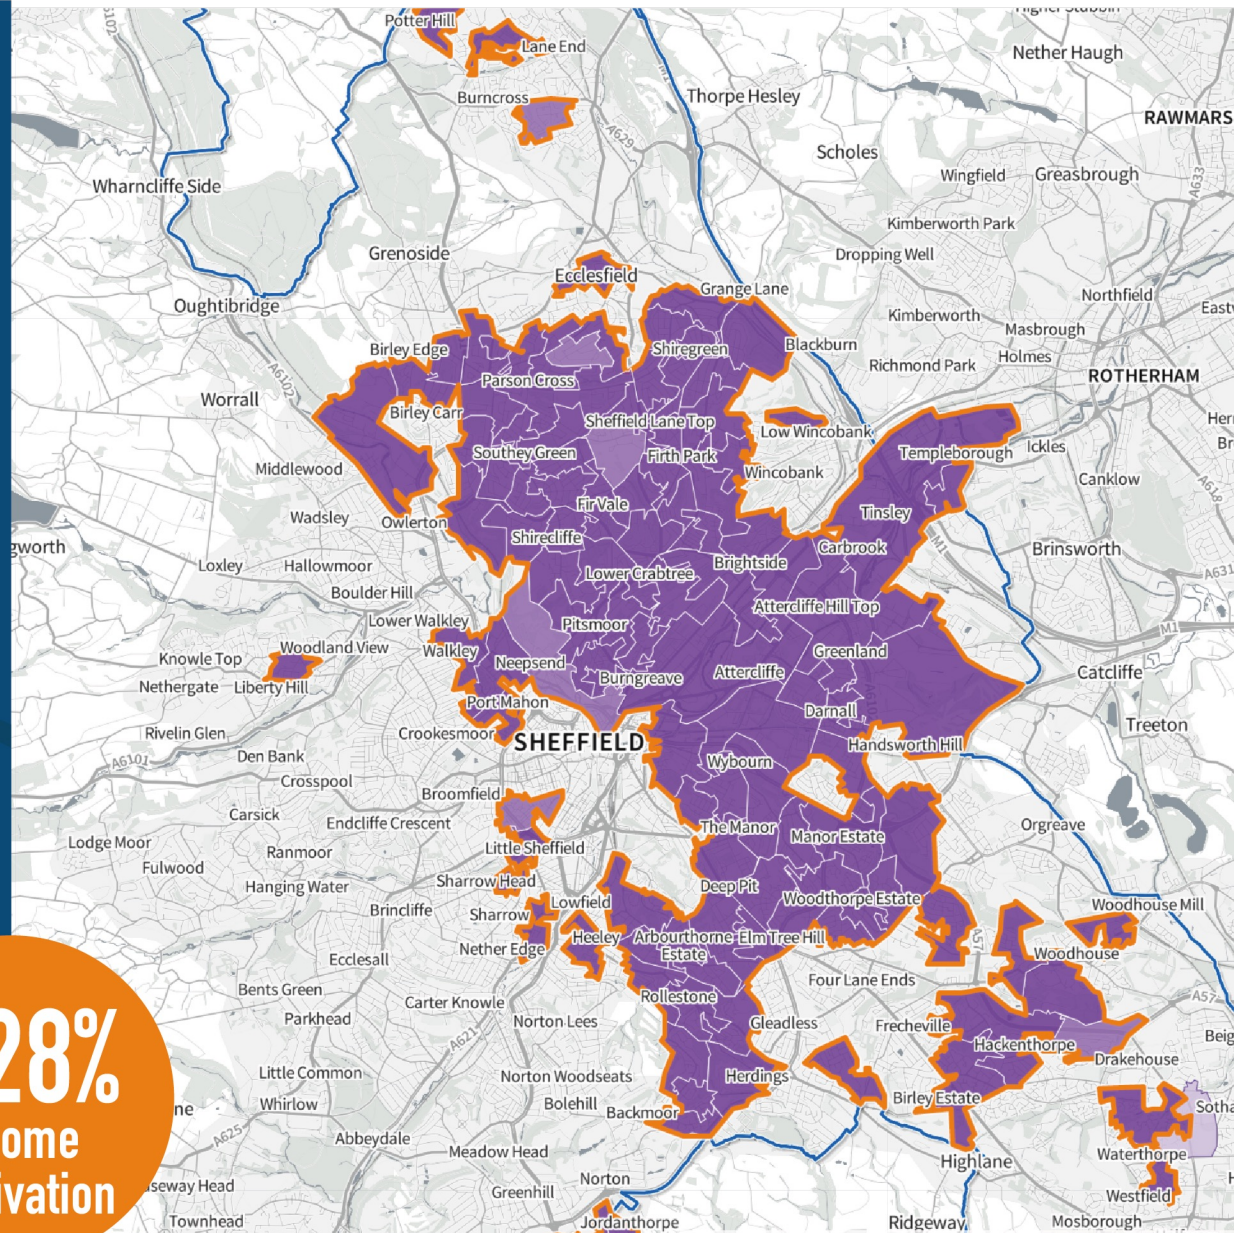 Potter Hill
Lane End
Nether Haugh
Burncross
Thorpe Hesley
RAWMARS
A6102
M1
A629
Scholes
Wingfield
Greasbrough
A633
Wharncliffe Side
Kimberworth Park
Grenoside
Dropping Well
Ecclesfield
Grange Lane
Northfield
Oughtibridge
Kimberworth
Masbrough
Birley Edge
Shiregreen
Blackburn
Holmes
Richmond Park
ROTHERHAM
A6102
Parson Cross
Worrall
Birley Carr
Sheffield Lane Top
Low Wincobank
Southey Green
Firth Park
Templeborough
Ickles
Middlewood
Wincobank
Canklow
A618
Fir Vale
Wadsley
Owlerton
Tinsley
Shirecliffe
Carbrook
M1
gworth
Brinsworth
Loxley
Hallowmoor
Lower Crabtree
Brightside
A631
Boulder Hill
Attercliffe Hill Top
Lower Walkley
Pitsmoor
M1
Woodland View
Walkley
Greenland
Knowle Top
Neepsend
Attercliffe
Catcliffe
Nethergate
Liberty Hill
Burngreave
Port Mahon
Darnall
Rivelin Glen
Crookesmoor
SHEFFIELD
Handsworth Hill
Treeton
A6101
Den Bank
Wybourn
Crosspool
Broomfield
Carsick
Endcliffe Crescent
The Manor
Manor Estate
Orgreave
Lodge Moor
Ranmoor
Little Sheffield
Fulwood
Hanging Water
Sharrow Head
Deep Pit
Woodthorpe Estate
Brincliffe
Sharrow
Lowfield
Woodhouse Mill
Nether Edge
Heeley
Arbourthorne
Estate
Elm Tree Hill
A57
Woodhouse
Ecclesall
Four Lane Ends
Bents Green
Carter Knowle
Rollestone
A57
Parkhead
Norton Lees
Gleadless
Frecheville
A621
Hackenthorpe
Drakehouse
Little Common
Norton Woodseats
Herdings
Whirlow
Bolehill
Backmoor
Birley Estate
A625
Abbeydale
Meadow Head
Highlane
Waterthorpe
Greenhill
Norton
Westfield
Townhead
Jordanthorpe
Ridgeway
Mosborough
28%
ome
ivation